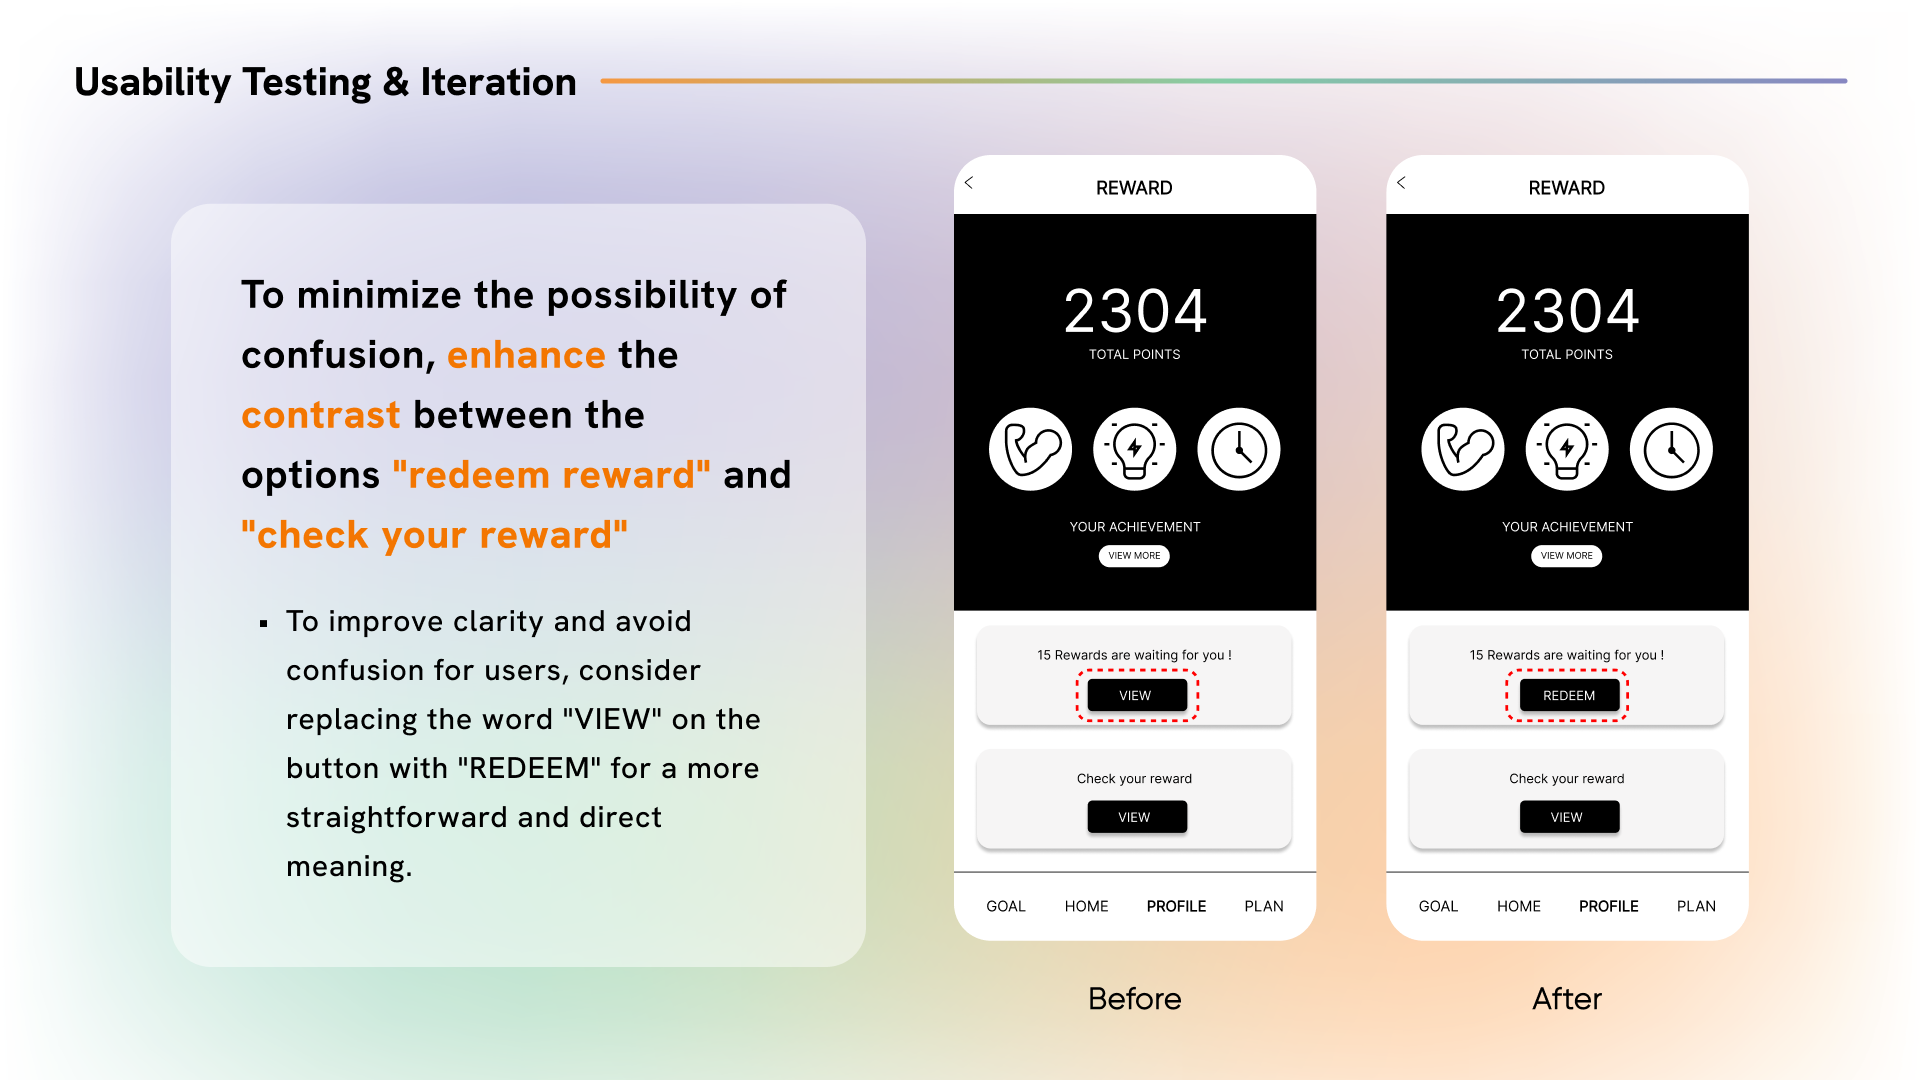 Usability Testing & Iteration
To minimize the possibility of
confusion, enhance the
contrast between the
options "redeem reward" and
"check your reward"
▪ To improve clarity and avoid
confusion for users, consider
replacing the word "VIEW" on the
button with "REDEEM" for a more
straightforward and direct
meaning.
REWARD
2304
TOTAL POINTS
YOUR ACHIEVEMENT
VIEW MORE
15 Rewards are waiting for you !
VIEW
Check your reward
VIEW
GOAL HOME PROFILE PLAN
Before
REWARD
2304
TOTAL POINTS
YOUR ACHIEVEMENT
VIEW MORE
15 Rewards are waiting for you !
REDEEM
Check your reward
VIEW
GOAL HOME PROFILE PLAN
After